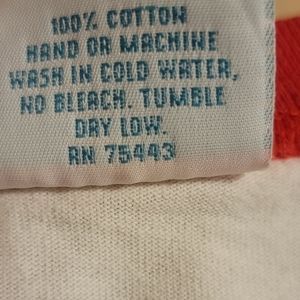 100% COTTON
HAND OR MACHINE
WASH IN COLD WATER,
NO BLEACH. TUMBLE
DRY LOW.
RN 75443